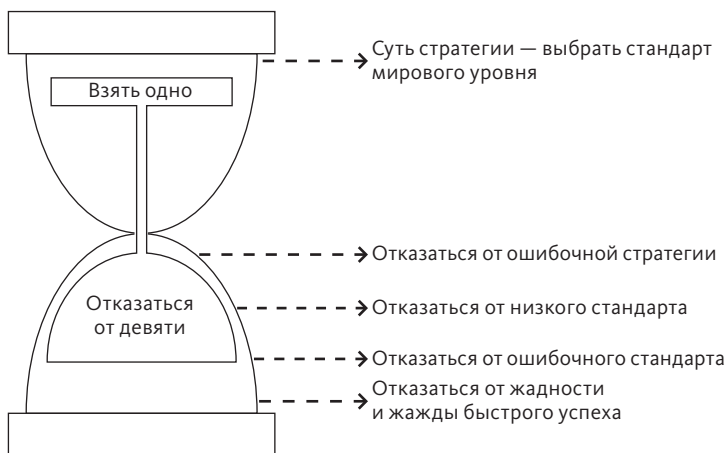 Суть стратегии — выбрать стандарт
мирового уровня
Взять одно
Отказаться от ошибочной стратегии
Отказаться
от девяти
Отказаться от низкого стандарта
Отказаться от ошибочного стандарта
Отказаться от жадности
и жажды быстрого успеха